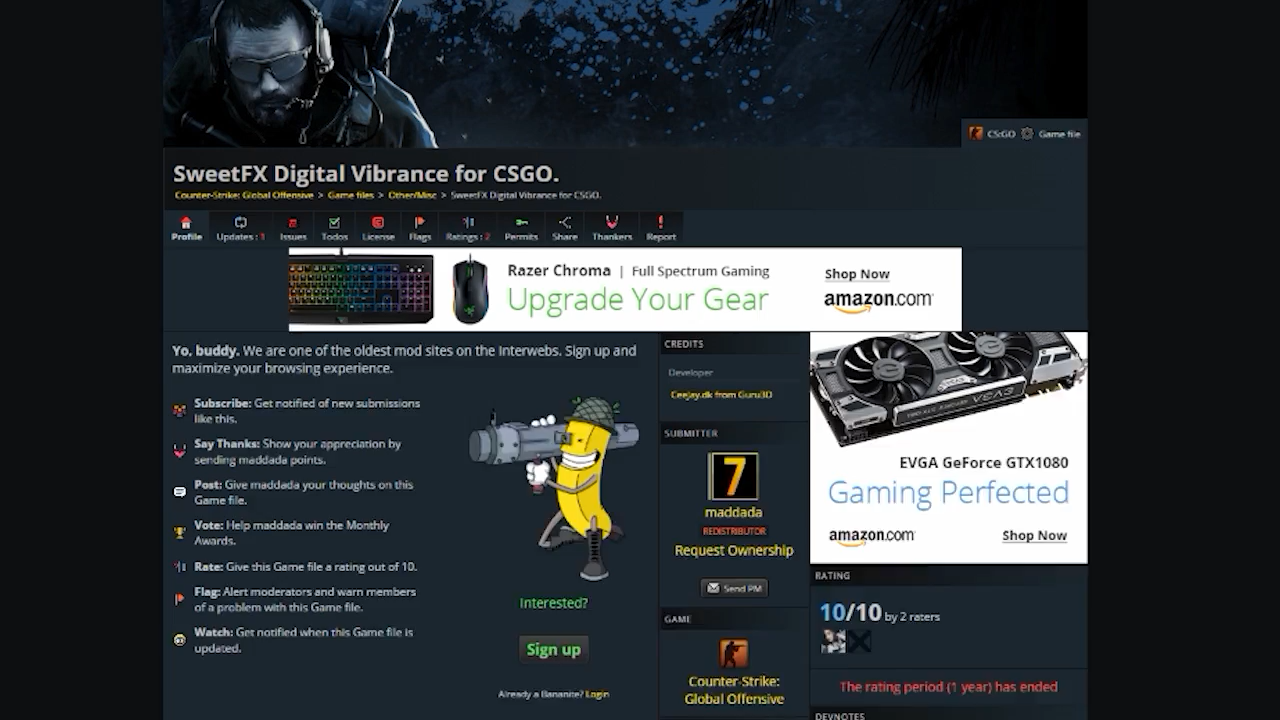 CS:GO Game file
SweetFX Digital Vibrance for CSGO.
Counter-Strike: Global Offensive > Game files > Other/Misc > SweetFX Digital Vibrance for CSGO.
Profile Updates : 1 Issues Todos License Flags Ratings : 2 Permits Share Thankers Report
Razer Chroma | Full Spectrum Gaming
Upgrade Your Gear
Shop Now
amazon.com
Yo, buddy. We are one of the oldest mod sites on the Interwebs. Sign up and
maximize your browsing experience.
Subscribe: Get notified of new submissions
like this.
Say Thanks: Show your appreciation by
sending maddada points.
Post: Give maddada your thoughts on this
Game file.
Vote: Help maddada win the Monthly
Awards.
Rate: Give this Game file a rating out of 10.
Flag: Alert moderators and warn members
of a problem with this Game file.
Watch: Get notified when this Game file is
updated.
Interested?
Sign up
Already a Bananite? Login
CREDITS
Developer
CeeJay.dk from Guru3D
SUBMITTER
7
maddada
REDISTRIBUTOR
Request Ownership
Send PM
GAME
Counter-Strike:
Global Offensive
EVGA
EVGA GeForce GTX1080
Gaming Perfected
amazon.com
Shop Now
RATING
10/10 by 2 raters
The rating period (1 year) has ended
DEVNOTES